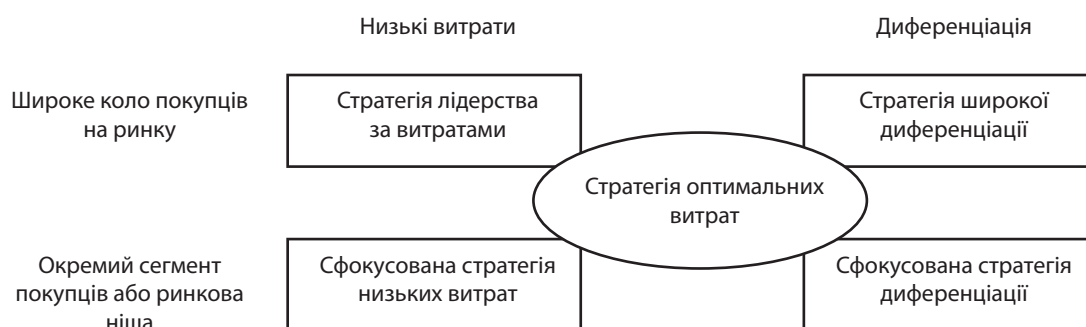 Низькі витрати
Диференціація
Широке коло покупців
на ринку
Стратегія лідерства
за витратами
Стратегія широкої
диференціації
Стратегія оптимальних
витрат
Окремий сегмент
покупців або ринкова
ніша
Сфокусована стратегія
низьких витрат
Сфокусована стратегія
диференціації